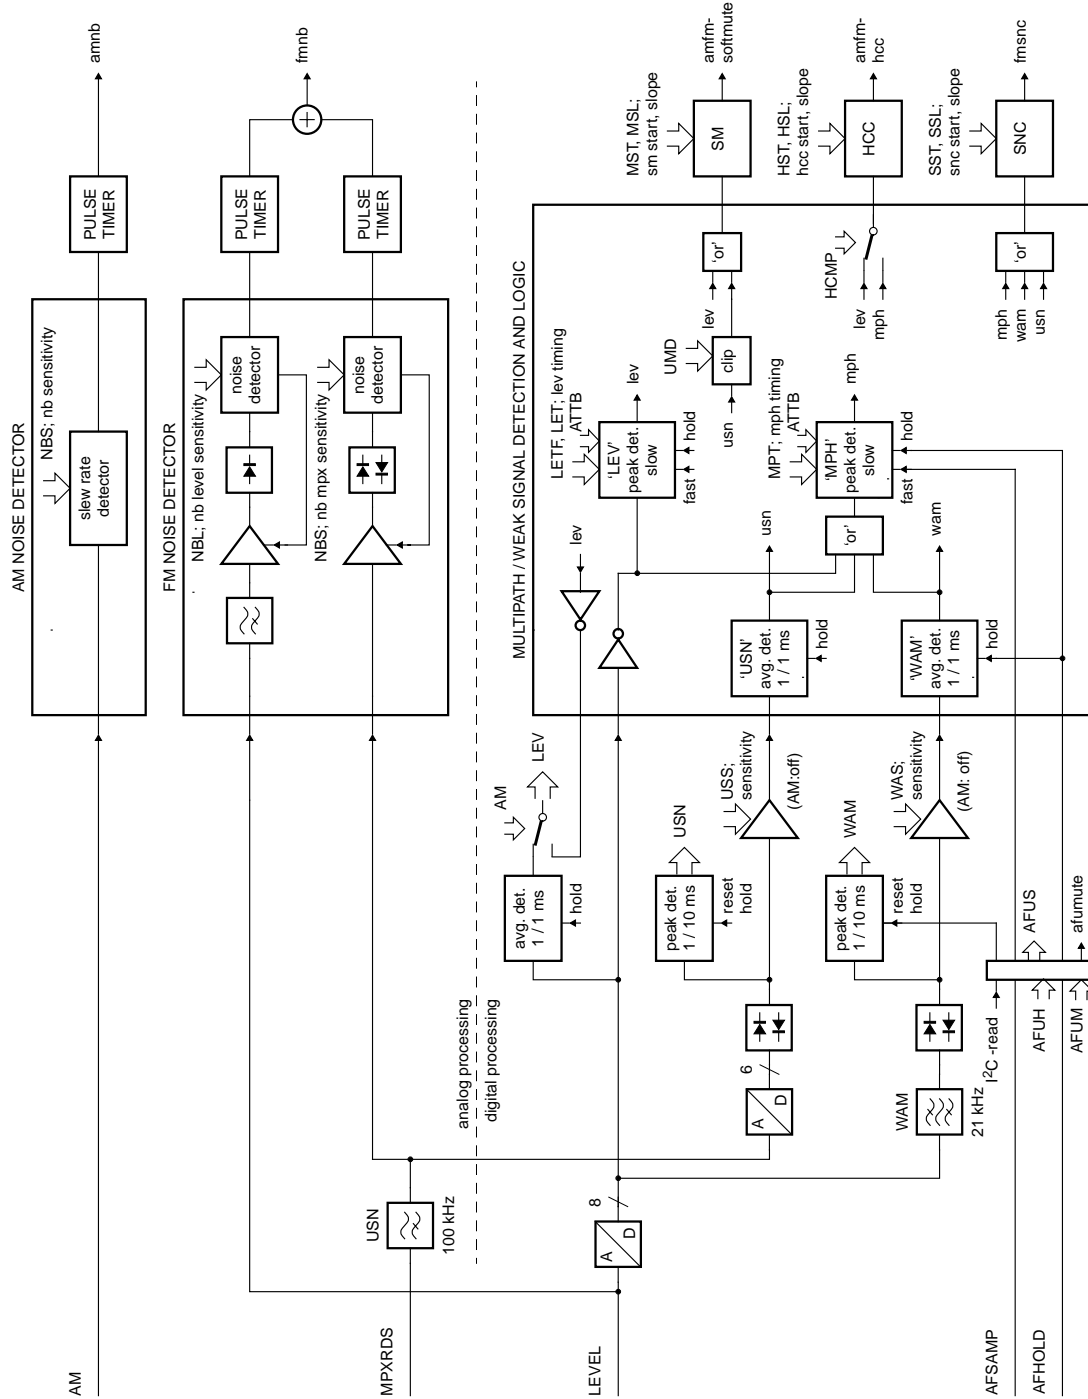 AM NOISE DETECTOR
NBS; nb sensitivity
slew rate
detector
PULSE
TIMER
amnb
AM
FM NOISE DETECTOR
NBL; nb level sensitivity
noise
detector
PULSE
TIMER
fmnb
NBS; nb mpx sensitivity
noise
detector
PULSE
TIMER
MPXRDS
USN
100 kHz
analog processing
digital processing
LEVEL
A
D
8
avg. det.
1 / 1 ms
hold
AM
LEV
MULTIPATH / WEAK SIGNAL DETECTION AND LOGIC
lev
LETF, LET; lev timing
ATTB
'LEV'
peak det.
slow
fast
hold
lev
UMD
usn
clip
lev
'or'
MST, MSL;
sm start, slope
SM
amfm-
softmute
A
D
6
peak det.
1 / 10 ms
reset
hold
USN
USS;
sensitivity
(AM:off)
'USN'
avg. det.
1 / 1 ms
hold
usn
'or'
MPT; mph timing
ATTB
'MPH'
peak det.
slow
fast
hold
mph
HCMP
lev
mph
HST, HSL;
hcc start, slope
HCC
amfm-
hcc
WAM
21 kHz
peak det.
1 / 10 ms
reset
hold
WAM
WAS;
sensitivity
(AM: off)
'WAM'
avg. det.
1 / 1 ms
hold
wam
mph
wam
usn
'or'
SST, SSL;
snc start, slope
SNC
fmsnc
I2C -read
AFSAMP
AFUS
AFUH
AFHOLD
AFUM
afumute